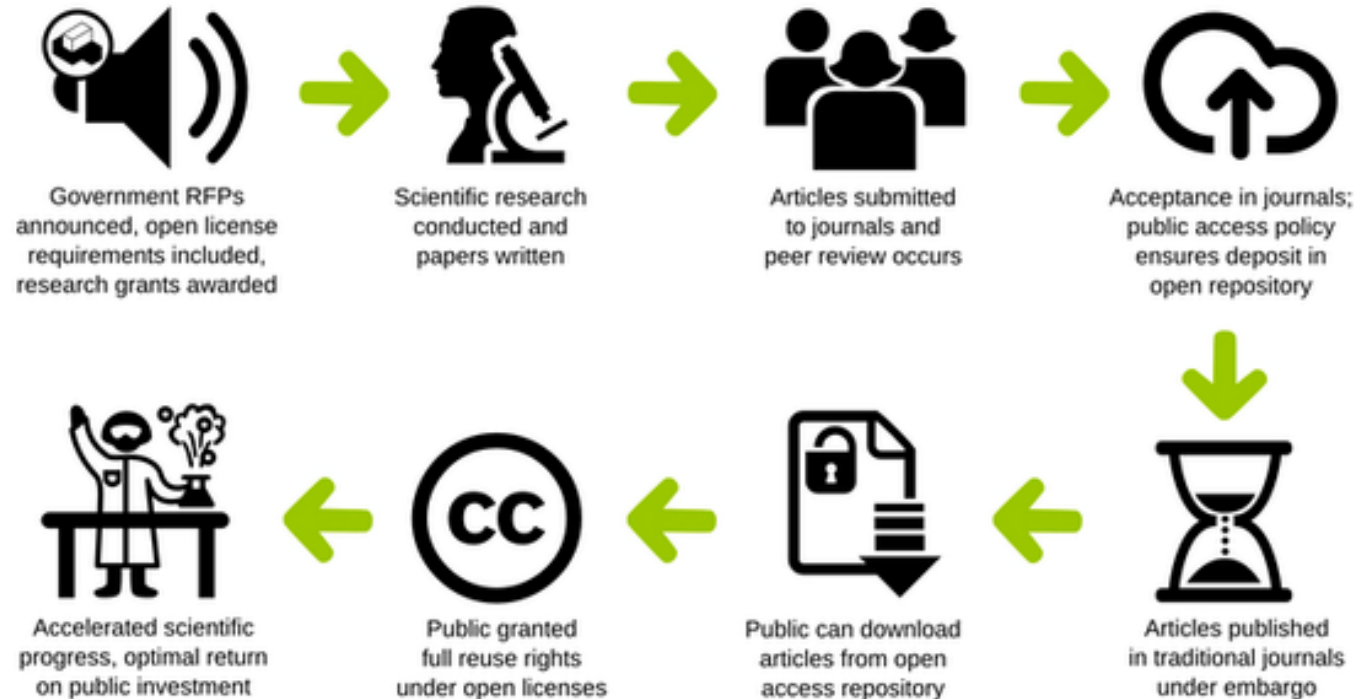 Government RFPs
announced, open license
requirements included,
research grants awarded
Scientific research
conducted and
papers written
Articles submitted
to journals and
peer review occurs
Acceptance in journals;
public access policy
ensures deposit in
open repository
Articles published
in traditional journals
under embargo
Public can download
articles from open
access repository
CC
Public granted
full reuse rights
under open licenses
Accelerated scientific
progress, optimal return
on public investment